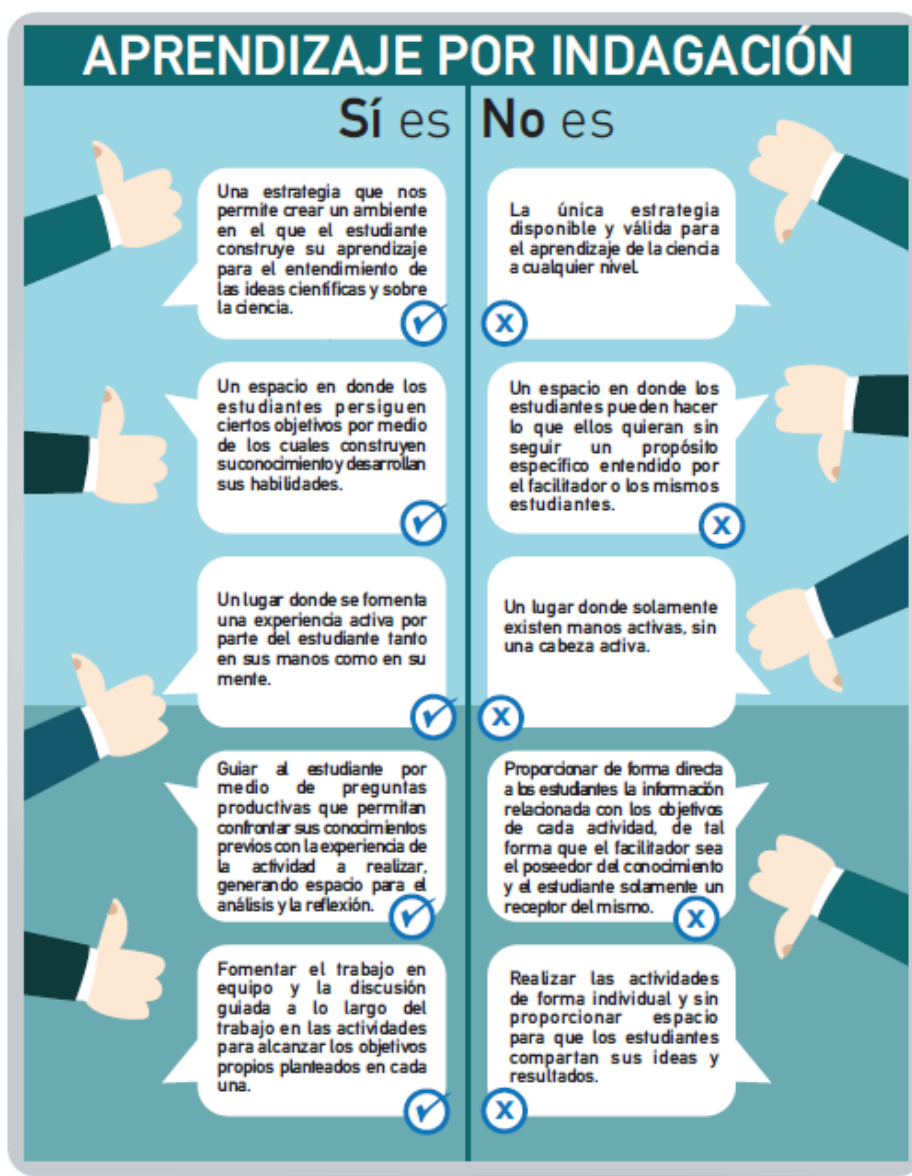 APRENDIZAJE POR INDAGACIÓN
Sí es
Una estrategia que nos
permite crear un ambiente
en el que el estudiante
construye su aprendizaje
para el entendimiento de
las ideas científicas y sobre
la ciencia.
Un espacio en donde los
estudiantes persiguen
ciertos objetivos por medio
de los cuales construyen
su conocimiento y desarrollan
sus habilidades.
Un lugar donde se fomenta
una experiencia activa por
parte del estudiante tanto
en sus manos como en su
mente.
Guiar al estudiante por
medio de preguntas
productivas que permitan
confrontar sus conocimientos
previos con la experiencia de
la actividad a realizar,
generando espacio para el
análisis y la reflexión.
Fomentar el trabajo en
equipo y la discusión
guiada a lo largo del
trabajo en las actividades
para alcanzar los objetivos
propios planteados en cada
una.
No es
La única estrategia
disponible y válida para
el aprendizaje de la ciencia
a cualquier nivel.
X
Un espacio en donde los
estudiantes pueden hacer
lo que ellos quieran sin
seguir un propósito
específico entendido por
el facilitador o los mismos
estudiantes.
X
Un lugar donde solamente
existen manos activas, sin
una cabeza activa.
X
Proporcionar de forma directa
a los estudiantes la información
relacionada con los objetivos
de cada actividad, de tal
forma que el facilitador sea
el poseedor del conocimiento
y el estudiante solamente un
receptor del mismo.
X
Realizar las actividades
de forma individual y sin
proporcionar espacio
para que los estudiantes
compartan sus ideas y
resultados.
X